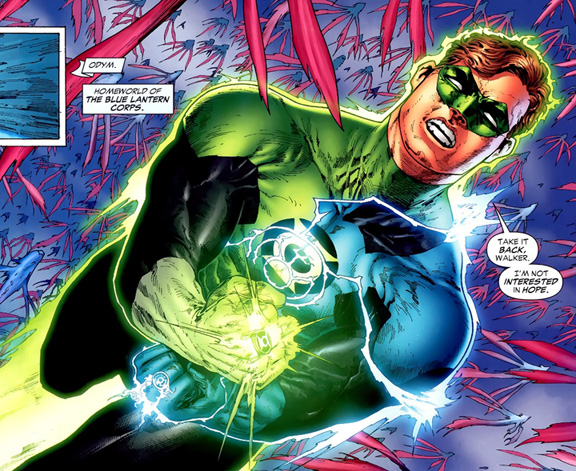 ODYM.
HOMEWORLD OF
THE BLUE LANTERN
CORPS.
TAKE IT
BACK,
WALKER.
I'M NOT
INTERESTED
IN HOPE.